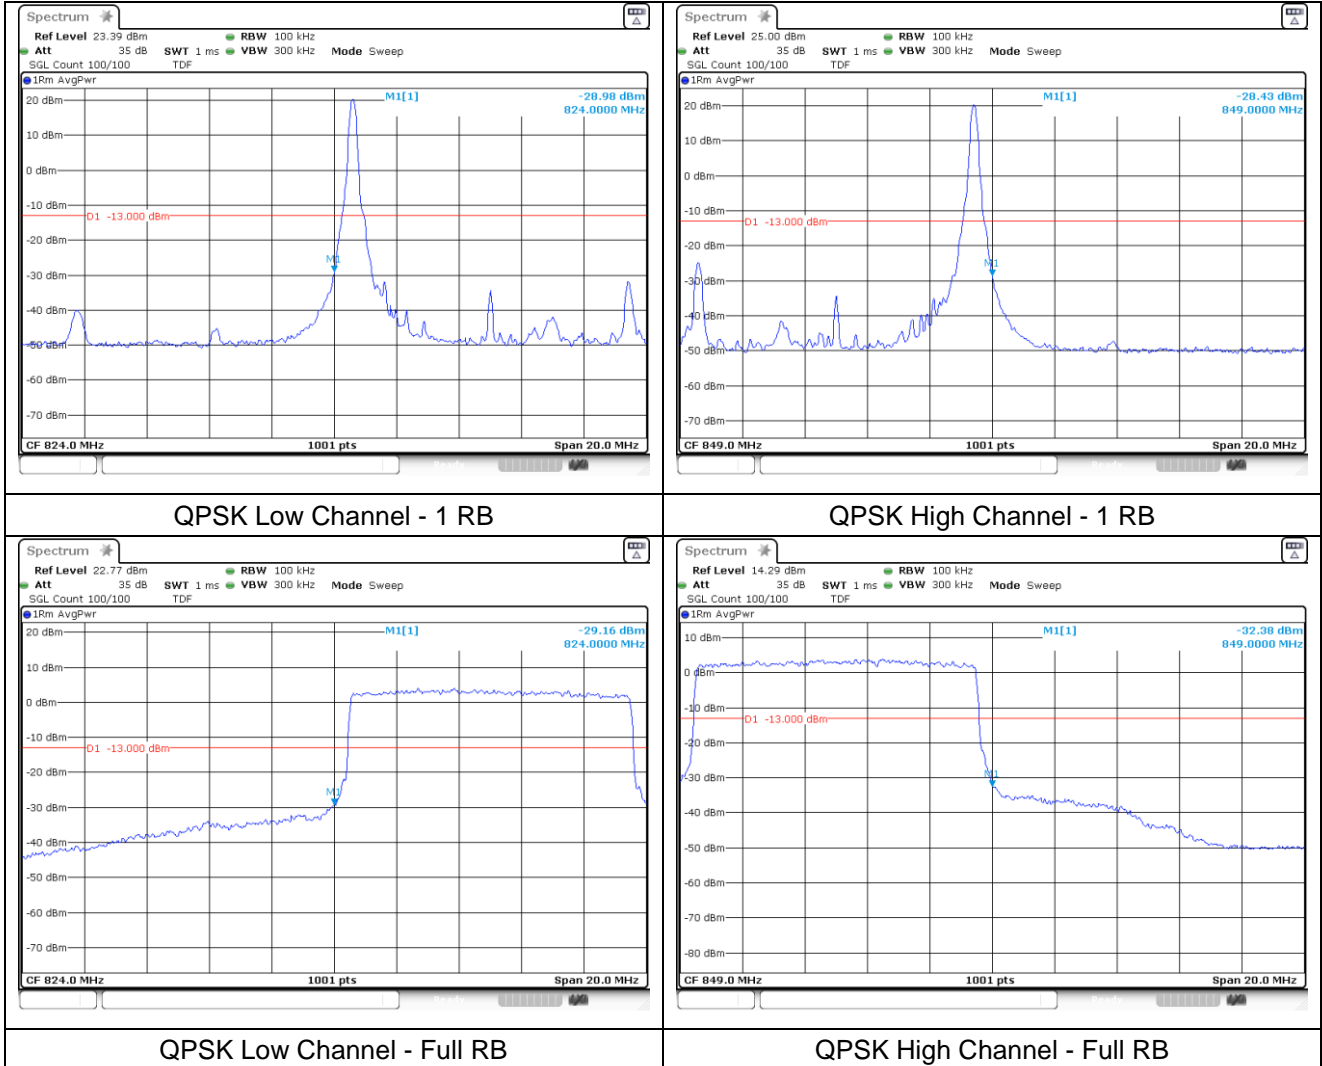 Spectrum
Ref Level 23.39 dBm RBW 100 kHz
Att 35 dB SWT 1 ms VBW 300 kHz Mode Sweep
SGL Count 100/100 TDF
1Rm AvgPwr
M1[1] -28.98 dBm
824.0000 MHz
20 dBm
10 dBm
0 dBm
-10 dBm
D1 -13.000 dBm
-20 dBm
M1
-30 dBm
-40 dBm
-50 dBm
-60 dBm
-70 dBm
CF 824.0 MHz 1001 pts Span 20.0 MHz
Ready
QPSK Low Channel - 1 RB
Spectrum
Ref Level 25.00 dBm RBW 100 kHz
Att 35 dB SWT 1 ms VBW 300 kHz Mode Sweep
SGL Count 100/100 TDF
1Rm AvgPwr
M1[1] -28.43 dBm
849.0000 MHz
20 dBm
10 dBm
0 dBm
-10 dBm
D1 -13.000 dBm
-20 dBm
M1
-30 dBm
-40 dBm
-50 dBm
-60 dBm
-70 dBm
CF 849.0 MHz 1001 pts Span 20.0 MHz
Ready
QPSK High Channel - 1 RB
Spectrum
Ref Level 22.77 dBm RBW 100 kHz
Att 35 dB SWT 1 ms VBW 300 kHz Mode Sweep
SGL Count 100/100 TDF
1Rm AvgPwr
M1[1] -29.16 dBm
824.0000 MHz
20 dBm
10 dBm
0 dBm
-10 dBm
D1 -13.000 dBm
-20 dBm
M1
-30 dBm
-40 dBm
-50 dBm
-60 dBm
-70 dBm
CF 824.0 MHz 1001 pts Span 20.0 MHz
Ready
QPSK Low Channel - Full RB
Spectrum
Ref Level 14.29 dBm RBW 100 kHz
Att 35 dB SWT 1 ms VBW 300 kHz Mode Sweep
SGL Count 100/100 TDF
1Rm AvgPwr
M1[1] -32.38 dBm
849.0000 MHz
10 dBm
0 dBm
-10 dBm
D1 -13.000 dBm
-20 dBm
M1
-30 dBm
-40 dBm
-50 dBm
-60 dBm
-70 dBm
-80 dBm
CF 849.0 MHz 1001 pts Span 20.0 MHz
Ready
QPSK High Channel - Full RB